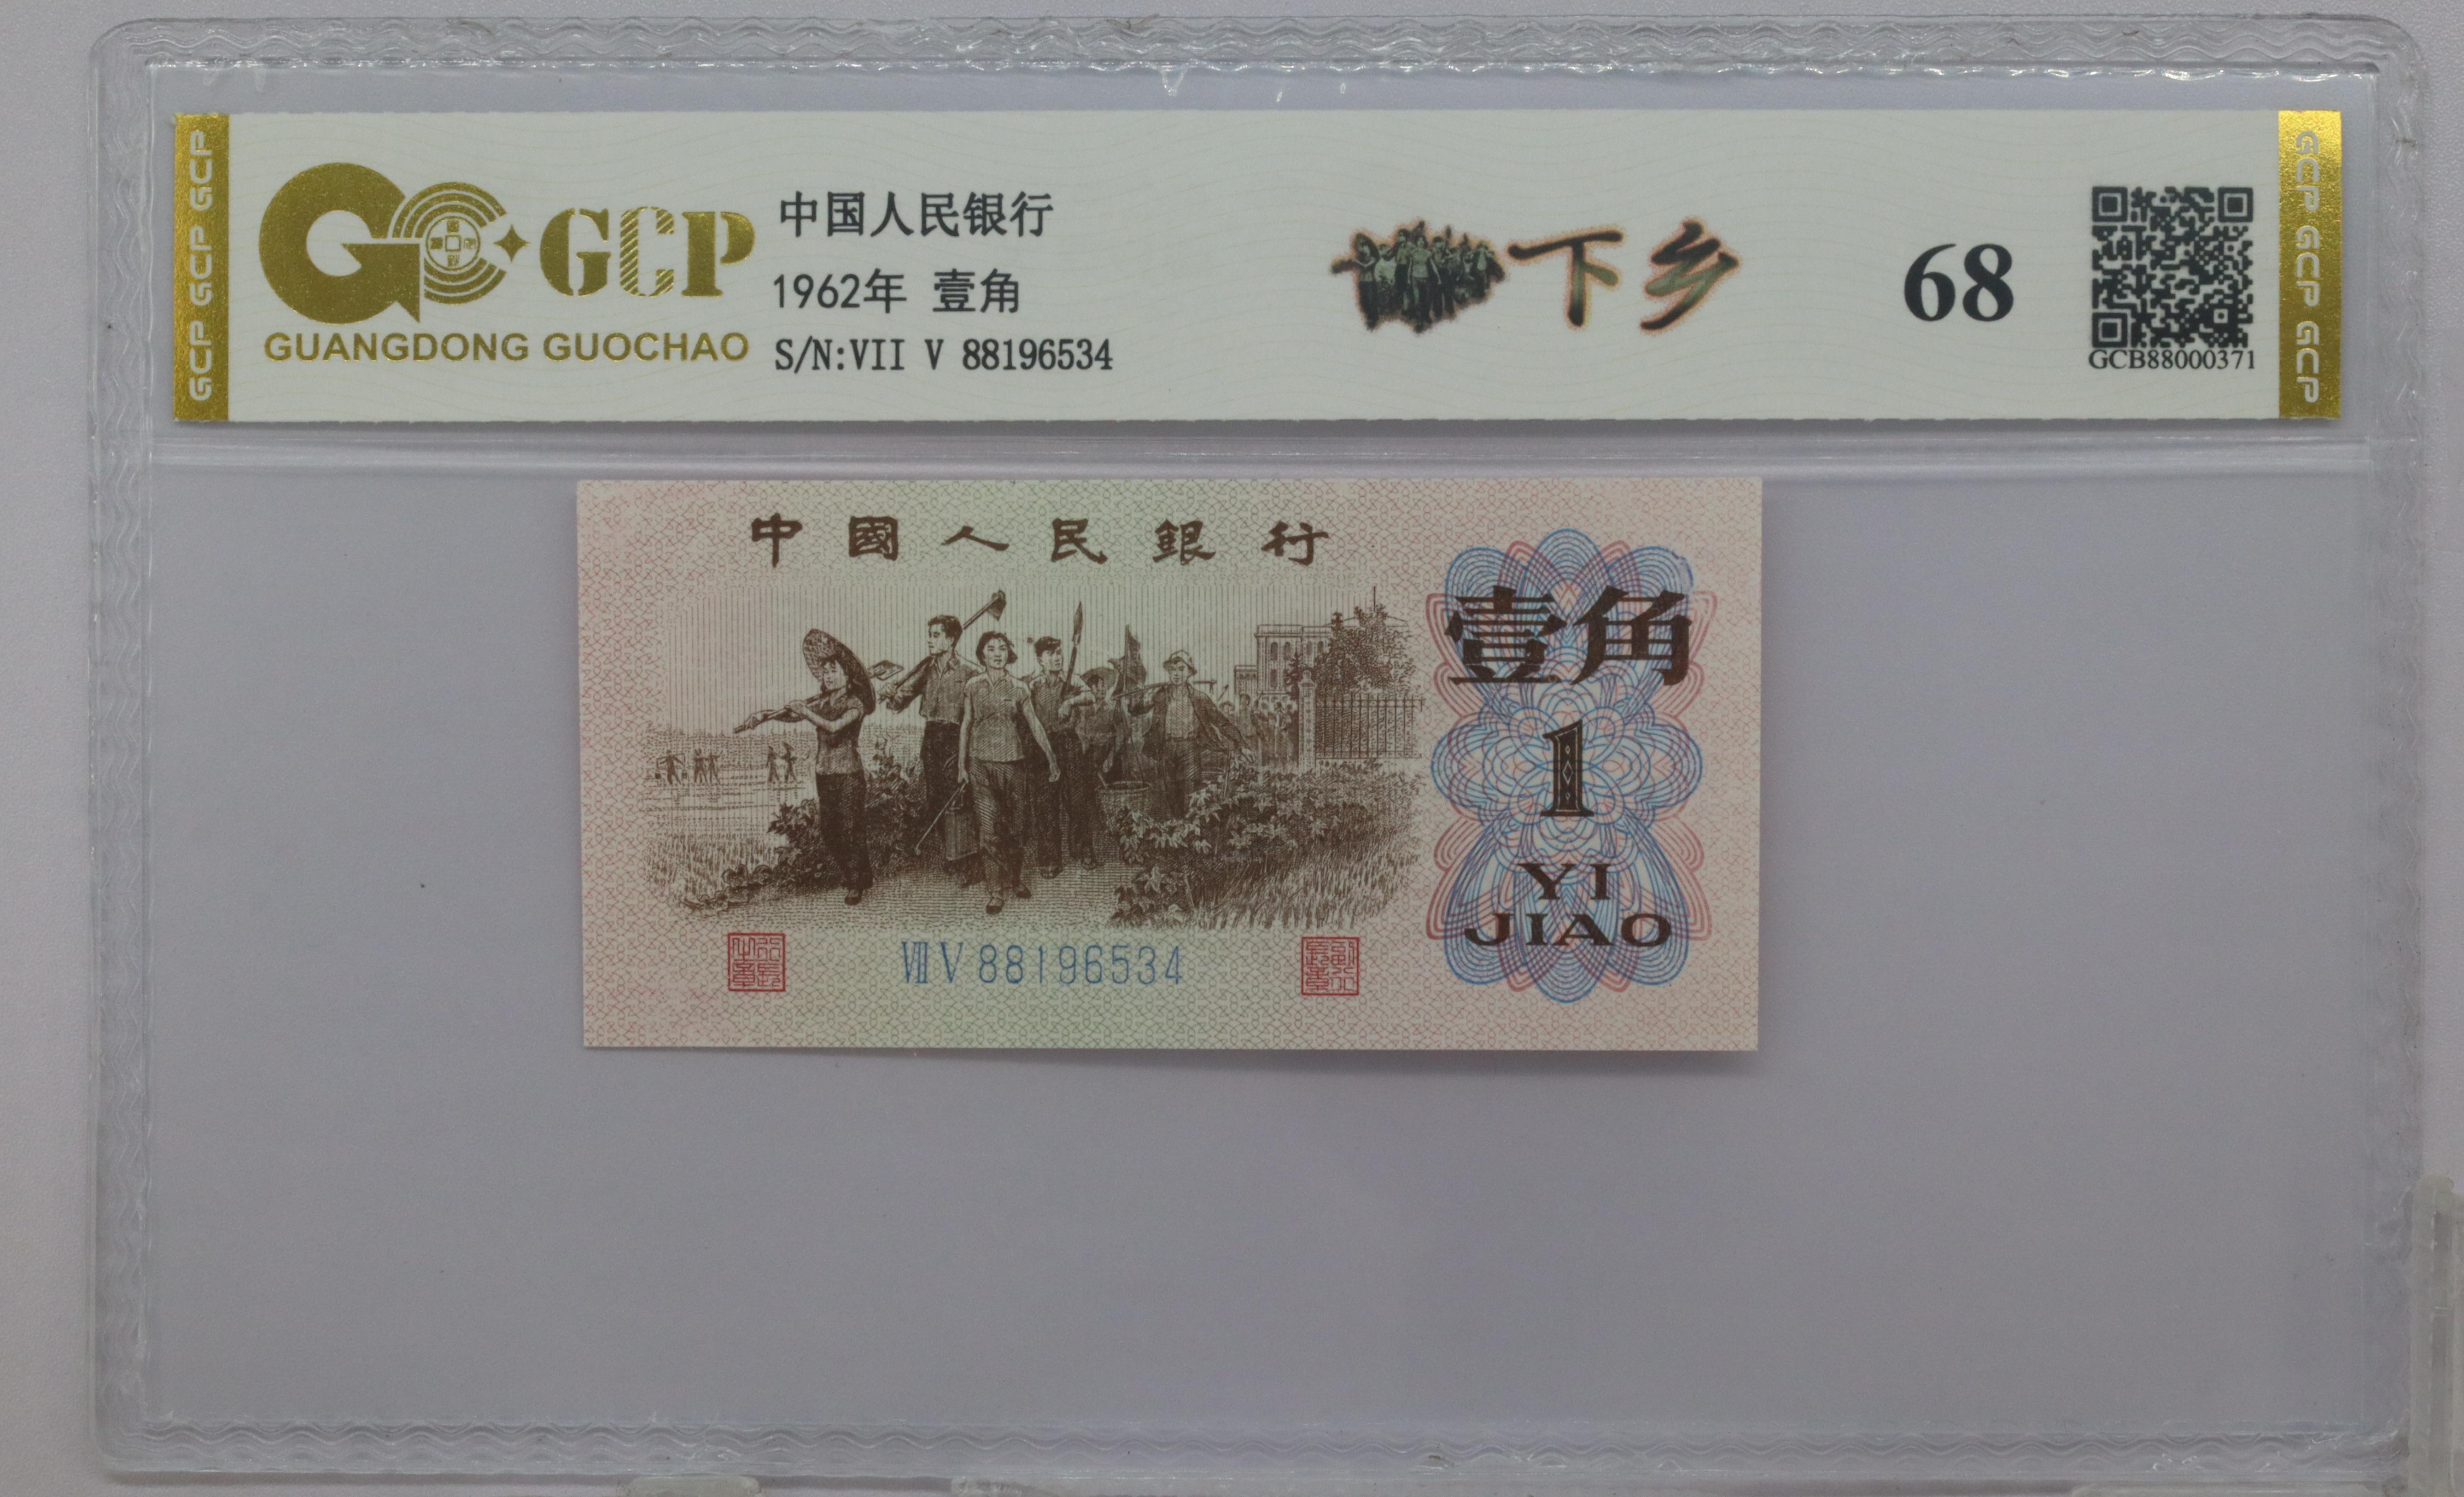 GCP GCP GCP
GCP
GUANGDONG GUOCHAO
中国人民银行
1962年 壹角
S/N:VII V 88196534
下乡
68
GCB88000371
GCP GCP GCP
中國人民銀行
壹角
1
YI
JIAO
VII V 88196534